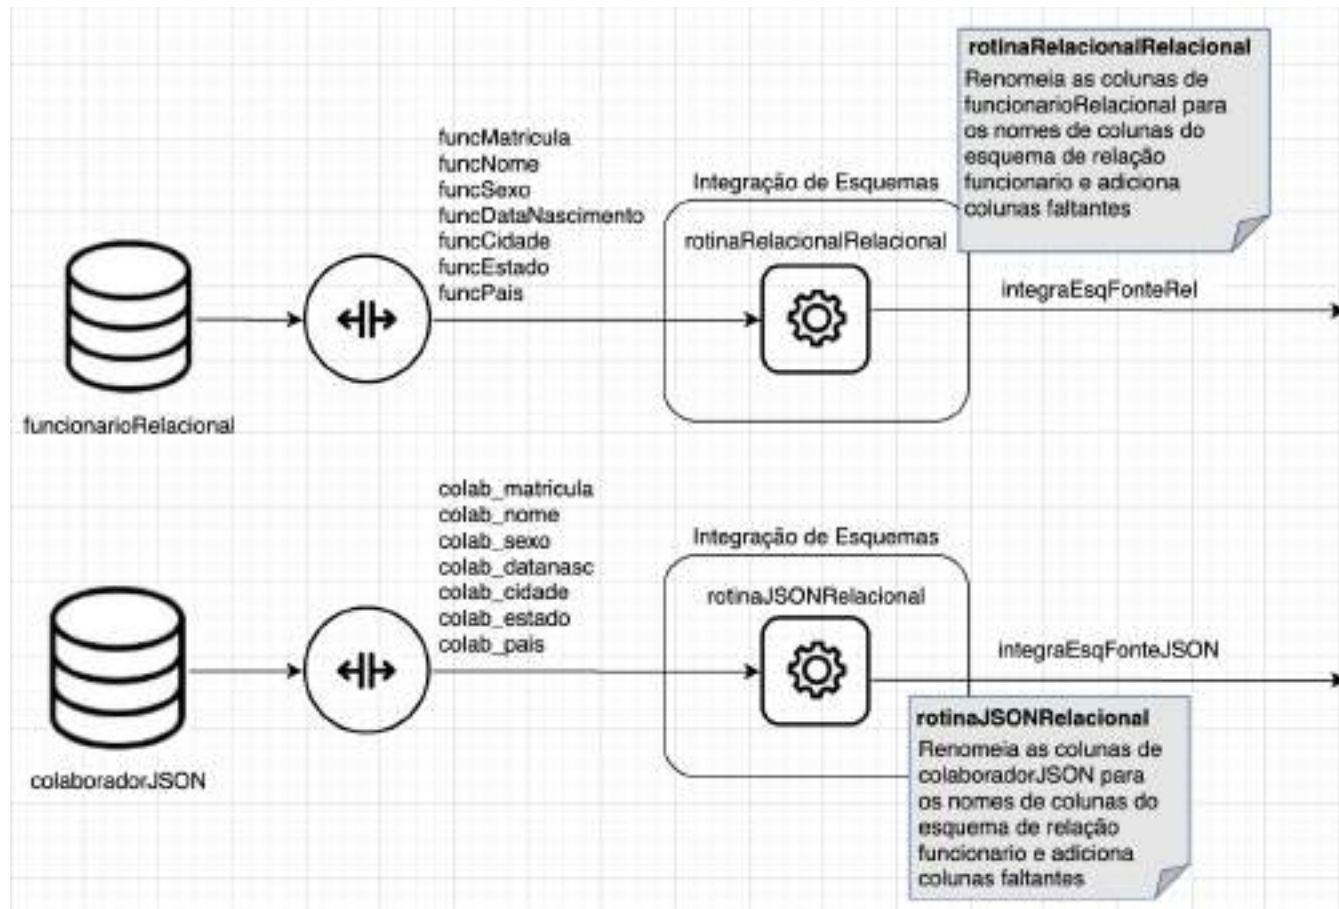 rotinaRelacionalRelacional
Renomeia as colunas de
funcionarioRelacional para
os nomes de colunas do
esquema de relação
funcionario e adiciona
colunas faltantes
funcMatricula
funcNome
funcSexo
funcDataNascimento
funcCidade
funcEstado
funcPais
Integração de Esquemas
rotinaRelacionalRelacional
integraEsqFonteRel
funcionarioRelacional
colab_matricula
colab_nome
colab_sexo
colab_datanasc
colab_cidade
colab_estado
colab_pais
Integração de Esquemas
rotinaJSONRelacional
integraEsqFonteJSON
colaboradorJSON
rotinaJSONRelacional
Renomeia as colunas de
colaboradorJSON para
os nomes de colunas do
esquema de relação
funcionario e adiciona
colunas faltantes